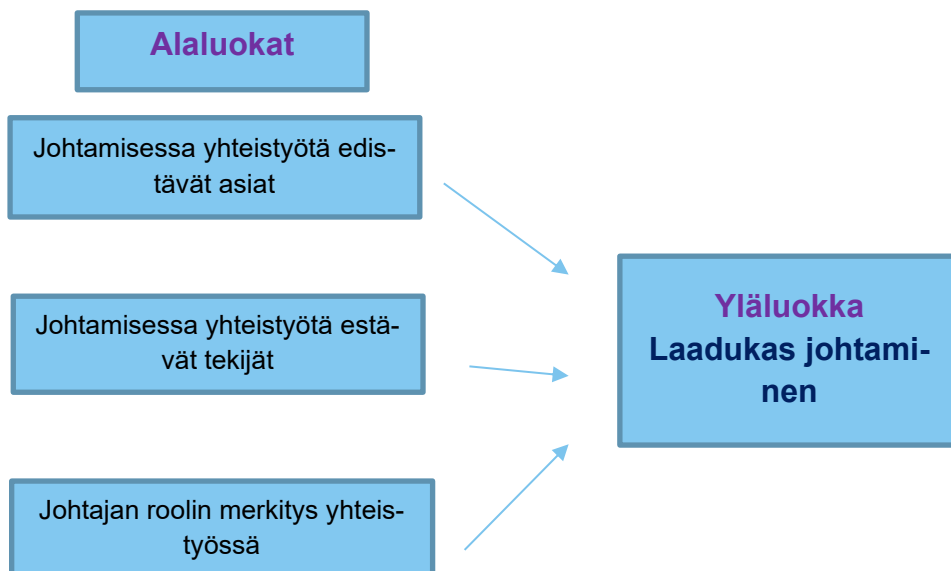 Alaluokat
Johtamisessa yhteistyötä edis-
tävät asiat
Johtamisessa yhteistyötä estä-
vät tekijät
Johtajan roolin merkitys yhteis-
työssä
Yläluokka
Laadukas johtami-
nen